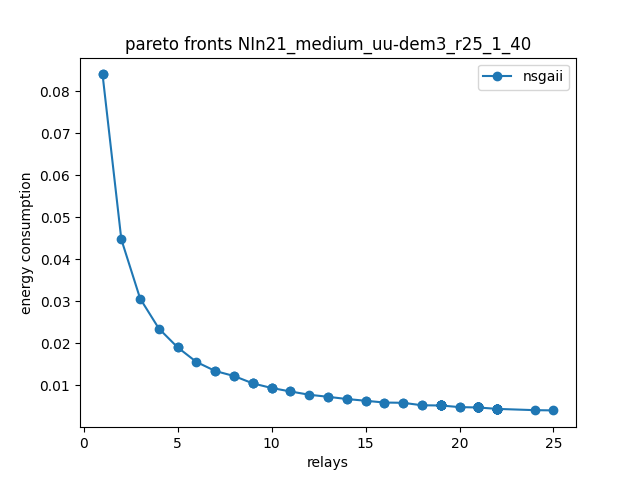 pareto fronts NIn21_medium_uu-dem3_r25_1_40
nsgaii
0.08
0.07
0.06
0.05
0.04
0.03
0.02
0.01
energy consumption
0 5 10 15 20 25
relays